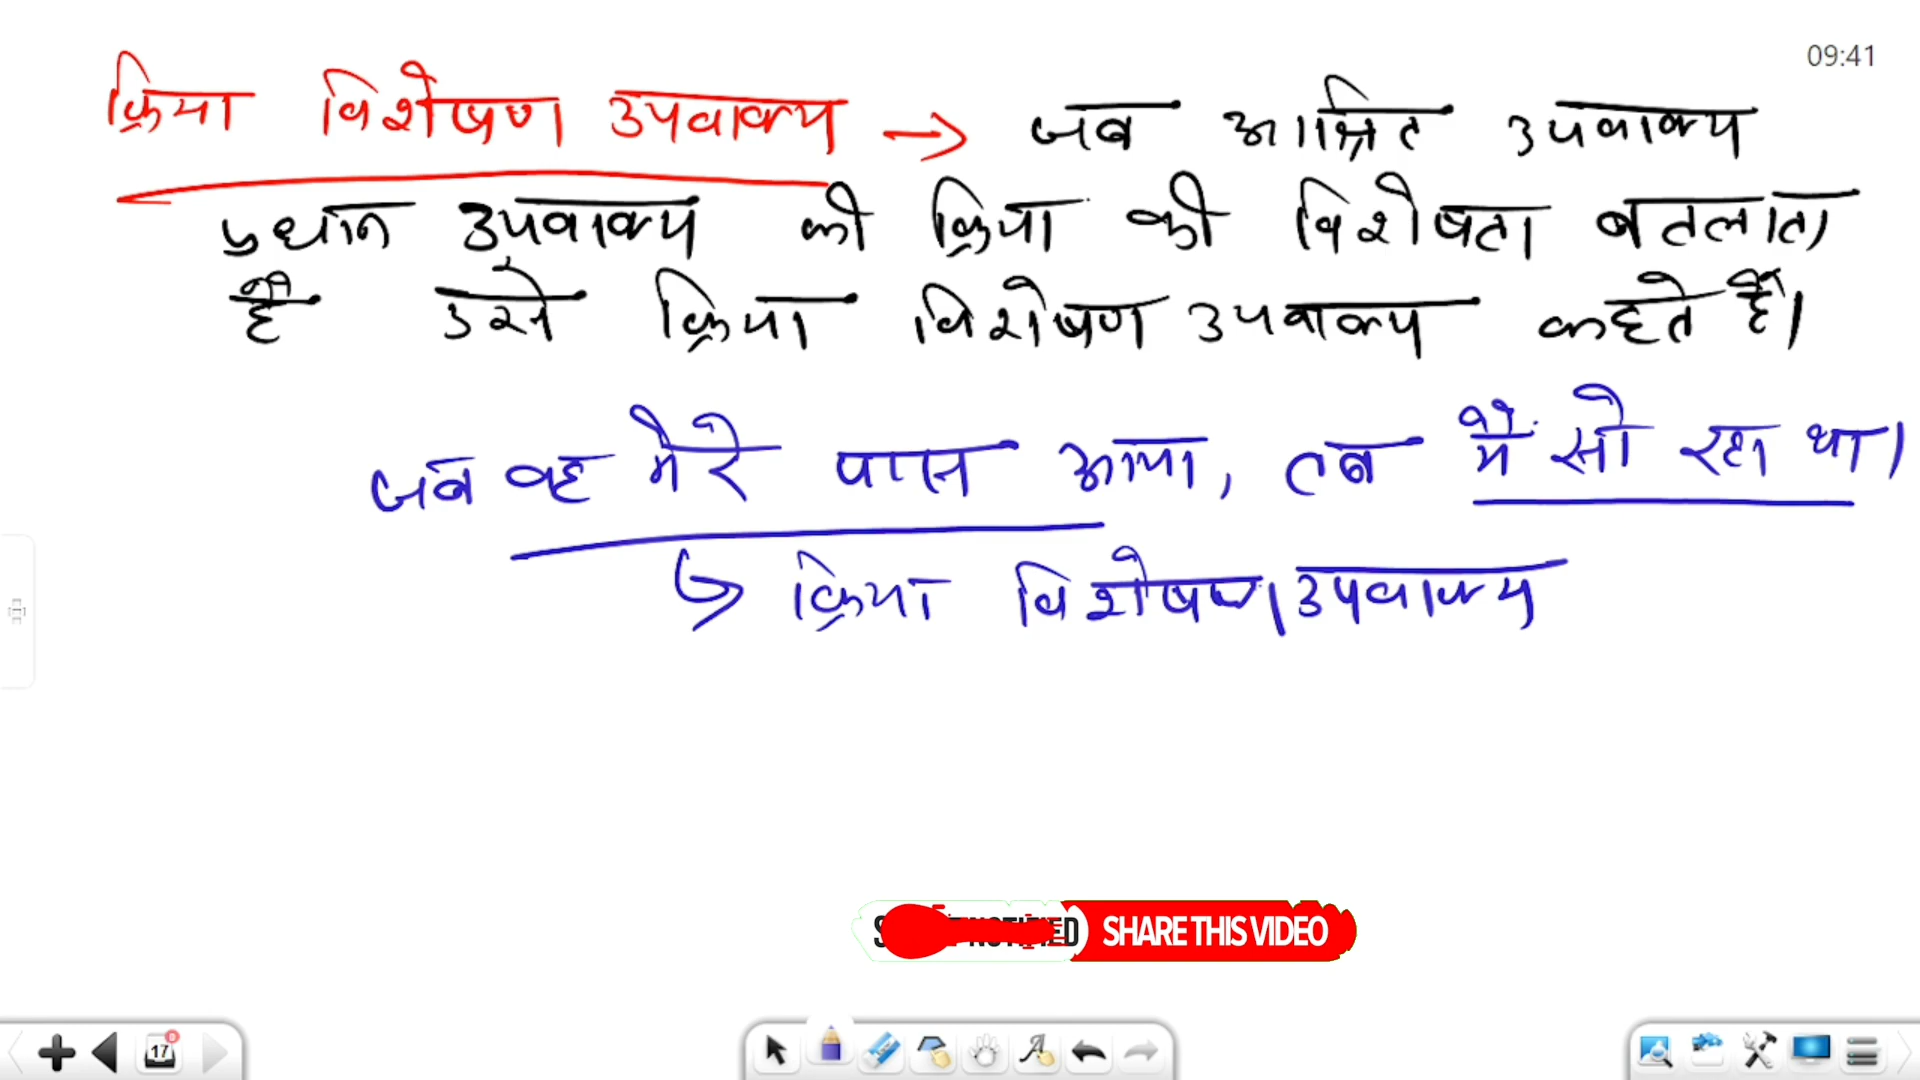 09:41
क्रिया विशेषण उपवाक्य → जब आश्रित उपवाक्य
प्रधान उपवाक्य की क्रिया की विशेषता बतलाता
है उसे क्रिया विशेषण उपवाक्य कहते हैं।
जब वह मेरे पास आया, तब मैं सो रहा था।
↳ क्रिया विशेषण उपवाक्य
SHARE THIS VIDEO
17